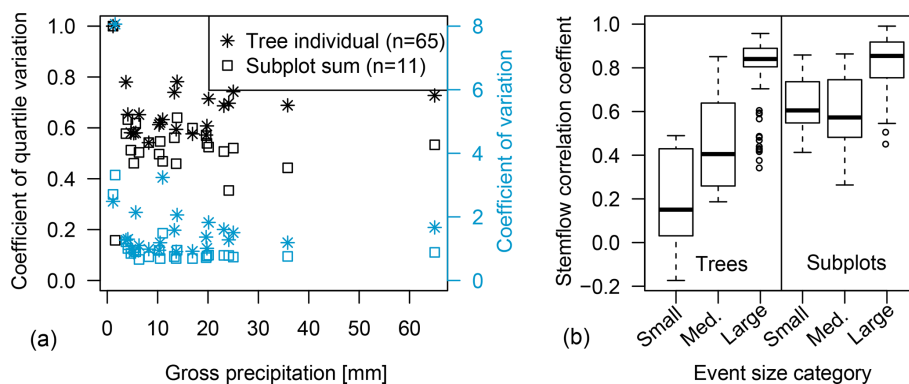 Coefficient of quartile variation
1.0
0.8
0.6
0.4
0.2
0.0
Tree individual (n=65)
Subplot sum (n=11)
8
6
4
2
0
Coefficient of variation
0 10 20 30 40 50 60
Gross precipitation [mm]
(a)
Stemflow correlation coeffient
1.0
0.8
0.6
0.4
0.2
0.0
−0.2
Trees Subplots
Small Med. Large Small Med. Large
Event size category
(b)